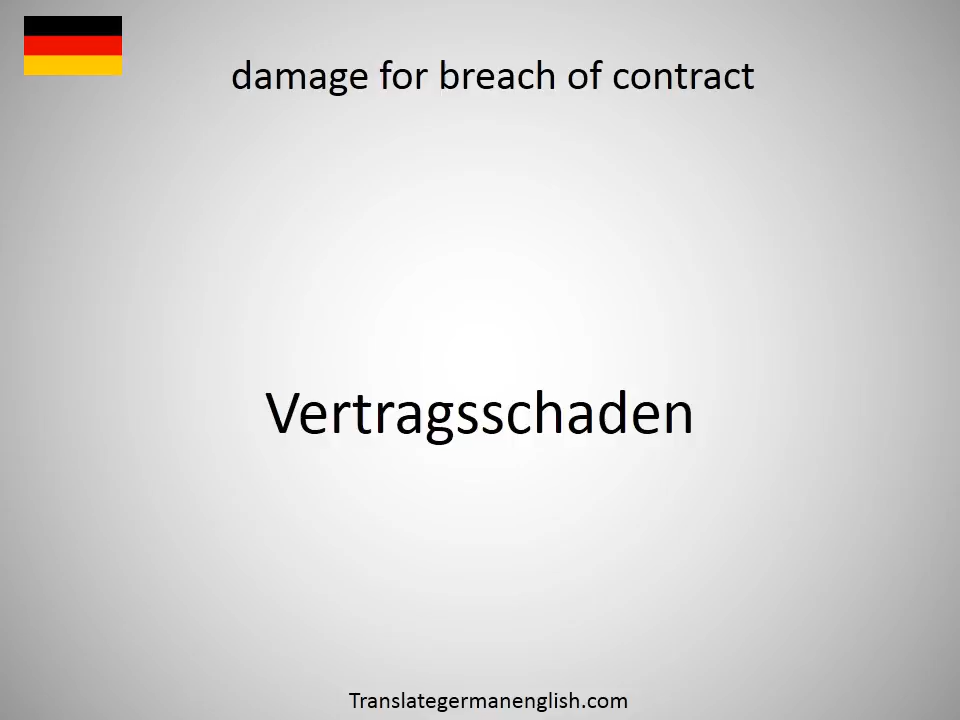 damage for breach of contract
Vertragsschaden
Translategermanenglish.com